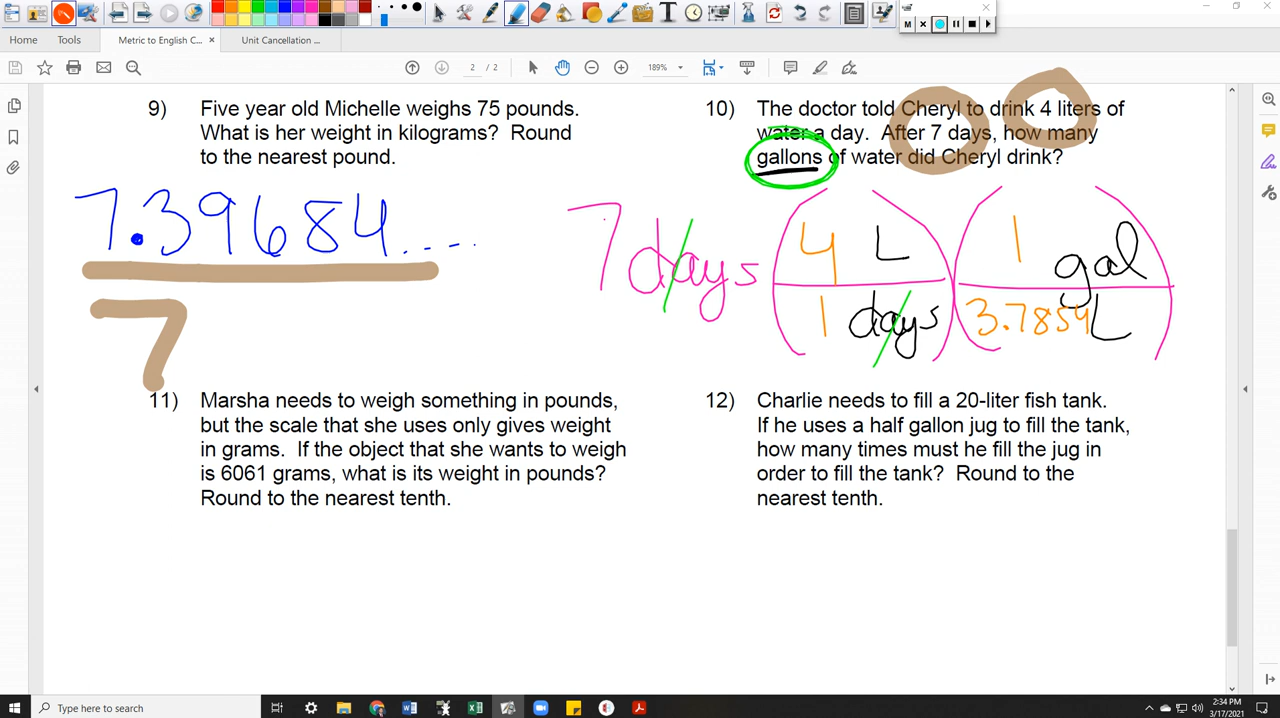 M
Home
Tools
Metric to English C...
×
Unit Cancellation ...
2 / 2
189%
9)
Five year old Michelle weighs 75 pounds.
What is her weight in kilograms? Round
to the nearest pound.
10)
The doctor told Cheryl to drink 4 liters of
water a day. After 7 days, how many
gallons of water did Cheryl drink?
7.39684....--
7
7 days
4 L
1 days
1 gal
3.7854 L
11)
Marsha needs to weigh something in pounds,
but the scale that she uses only gives weight
in grams. If the object that she wants to weigh
is 6061 grams, what is its weight in pounds?
Round to the nearest tenth.
12)
Charlie needs to fill a 20-liter fish tank.
If he uses a half gallon jug to fill the tank,
how many times must he fill the jug in
order to fill the tank? Round to the
nearest tenth.
Type here to search
2:34 PM
3/17/2021